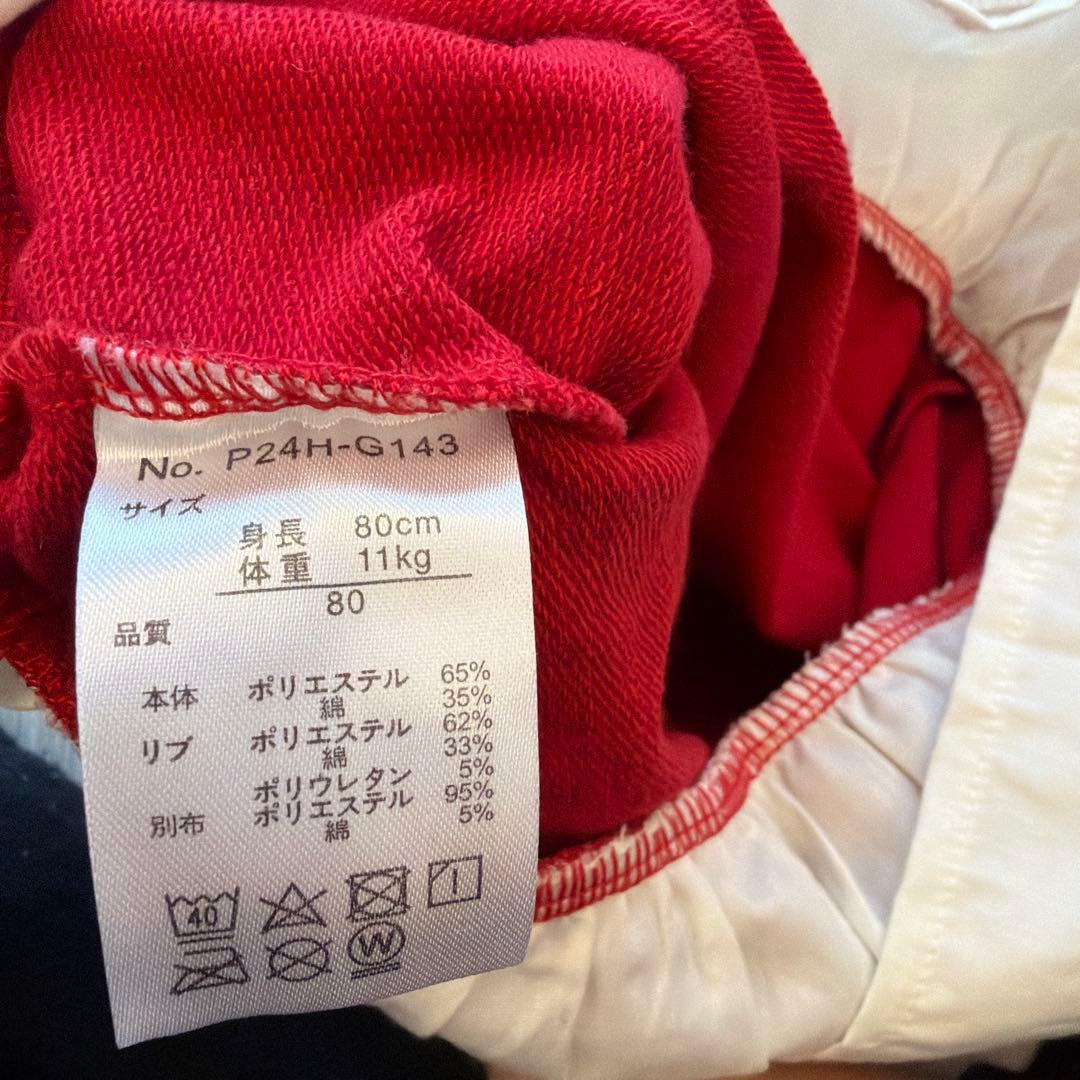 No. P24H-G143
サイズ
身長 80cm
体重 11kg
80
品質
本体 ポリエステル 65%
綿 35%
リブ ポリエステル 62%
綿 33%
ポリウレタン 5%
別布 ポリエステル 95%
綿 5%
40
W